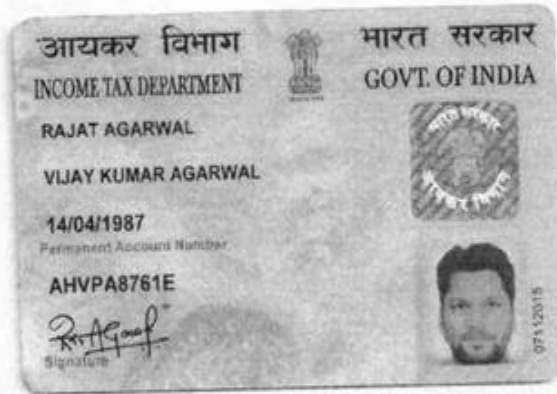 आयकर विभाग
INCOME TAX DEPARTMENT
भारत सरकार
GOVT. OF INDIA
RAJAT AGARWAL
VIJAY KUMAR AGARWAL
14/04/1987
Permanent Account Number
AHVPA8761E
Signature
07112015